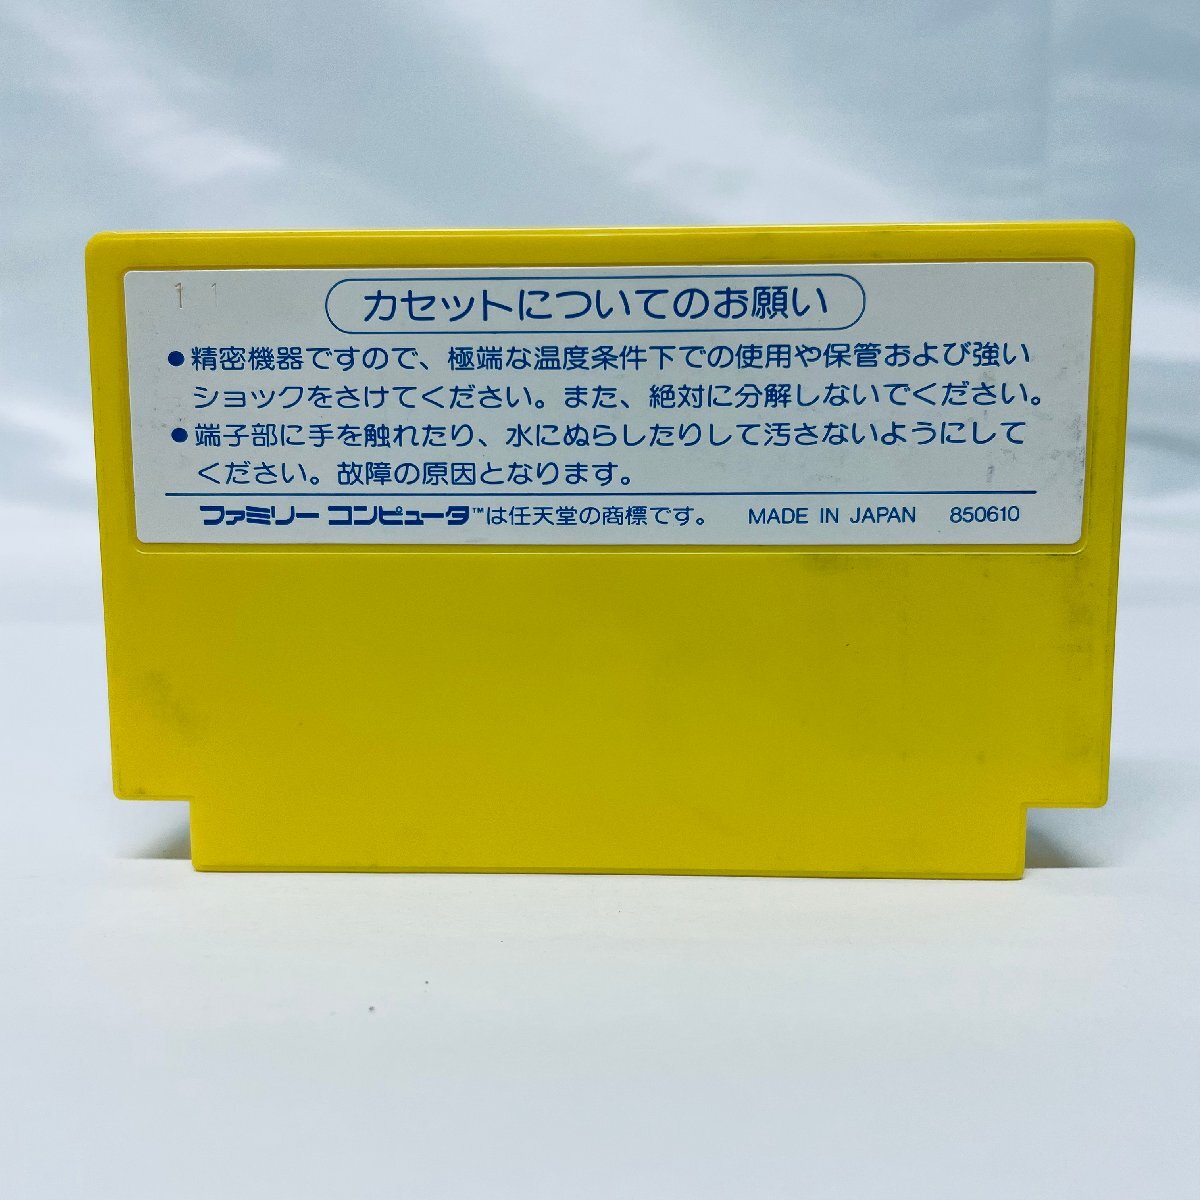 1 1
カセットについてのお願い
●精密機器ですので、極端な温度条件下での使用や保管および強い
ショックをさけてください。また、絶対に分解しないでください。
●端子部に手を触れたり、水にぬらしたりして汚さないようにして
ください。故障の原因となります。
ファミリー コンピュータ™は任天堂の商標です。 MADE IN JAPAN 850610